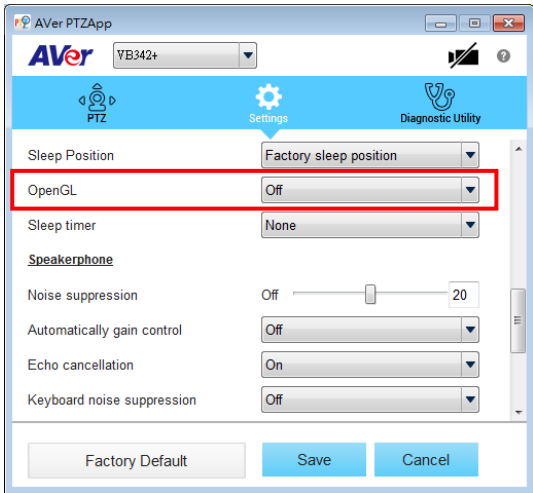 AVer PTZApp
AVer VB342+
PTZ Settings Diagnostic Utility
Sleep Position Factory sleep position
OpenGL Off
Sleep timer None
Speakerphone
Noise suppression Off 20
Automatically gain control Off
Echo cancellation On
Keyboard noise suppression Off
Factory Default Save Cancel